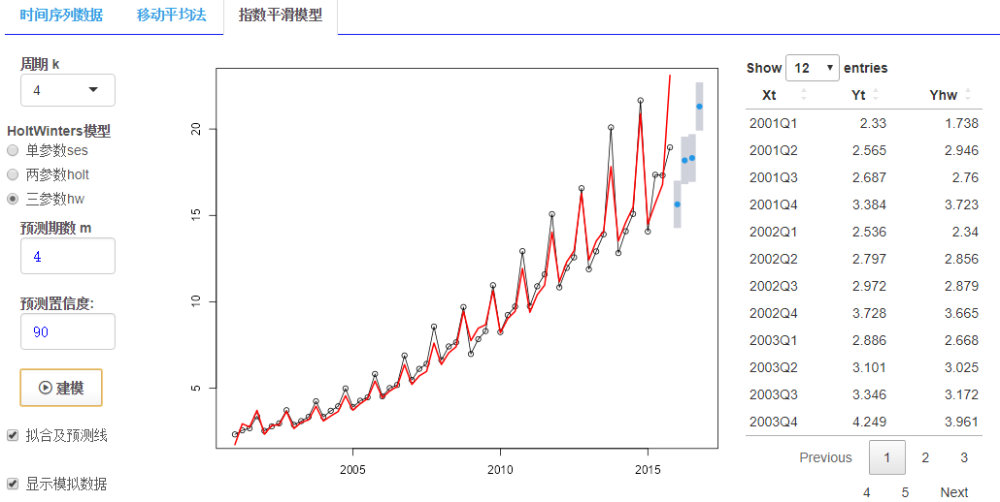 时间序列数据 移动平均法 指数平滑模型
周期 k
4
HoltWinters模型
单参数ses
两参数holt
三参数hw
预测期数 m
4
预测置信度:
90
建模
拟合及预测线
显示模拟数据
20
15
10
5
2005 2010 2015
Show 12 entries
Xt Yt Yhw
2001Q1 2.33 1.738
2001Q2 2.565 2.946
2001Q3 2.687 2.76
2001Q4 3.384 3.723
2002Q1 2.536 2.34
2002Q2 2.797 2.856
2002Q3 2.972 2.879
2002Q4 3.728 3.665
2003Q1 2.886 2.668
2003Q2 3.101 3.025
2003Q3 3.346 3.172
2003Q4 4.249 3.961
Previous 1 2 3
4 5 Next